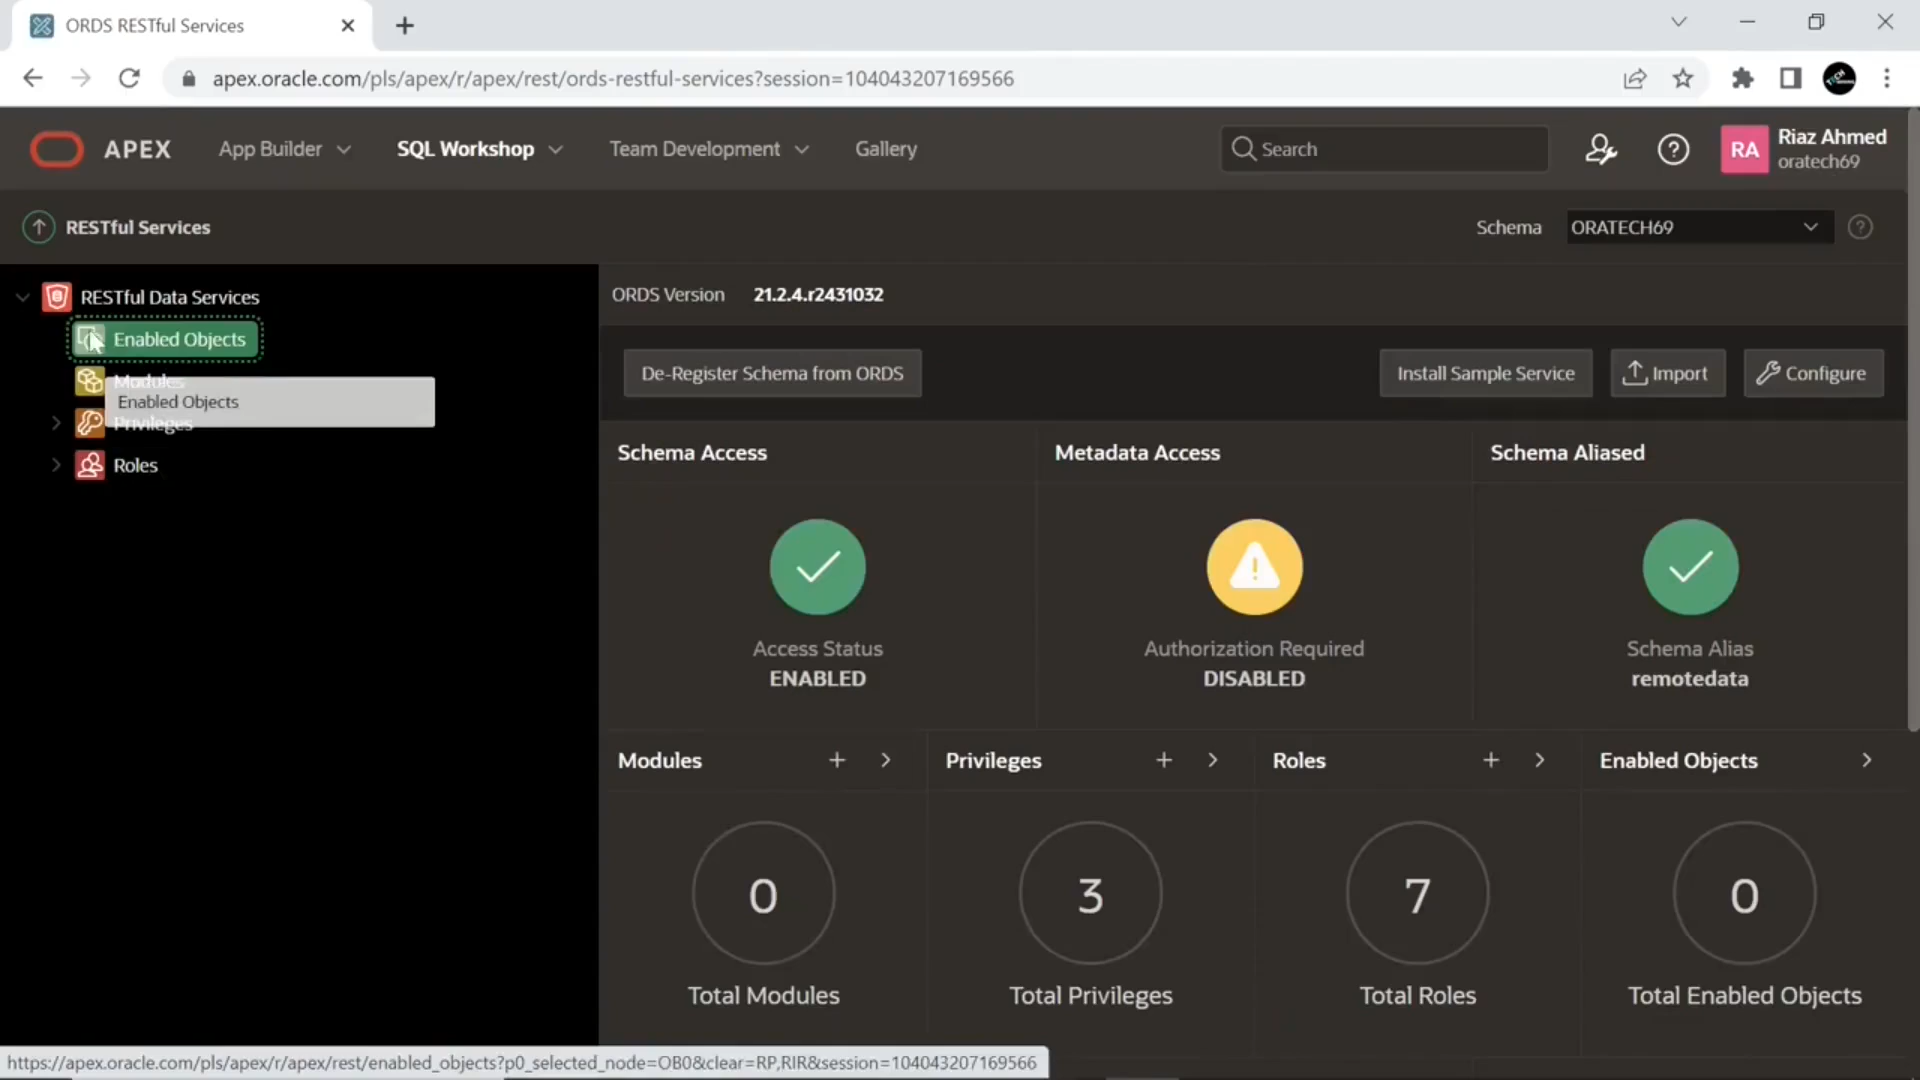 ORDS RESTful Services
apex.oracle.com/pls/apex/r/apex/rest/ords-restful-services?session=104043207169566
APEX
App Builder
SQL Workshop
Team Development
Gallery
Search
RA
Riaz Ahmed
oratech69
RESTful Services
Schema
ORATECH69
RESTful Data Services
Enabled Objects
Modules
Enabled Objects
Privileges
Roles
ORDS Version 21.2.4.r2431032
De-Register Schema from ORDS
Install Sample Service
Import
Configure
Schema Access
Metadata Access
Schema Aliased
Access Status
ENABLED
Authorization Required
DISABLED
Schema Alias
remotedata
Modules
Privileges
Roles
Enabled Objects
0
3
7
0
Total Modules
Total Privileges
Total Roles
Total Enabled Objects
https://apex.oracle.com/pls/apex/r/apex/rest/enabled_objects?p0_selected_node=OB0&clear=RP,RIR&session=104043207169566